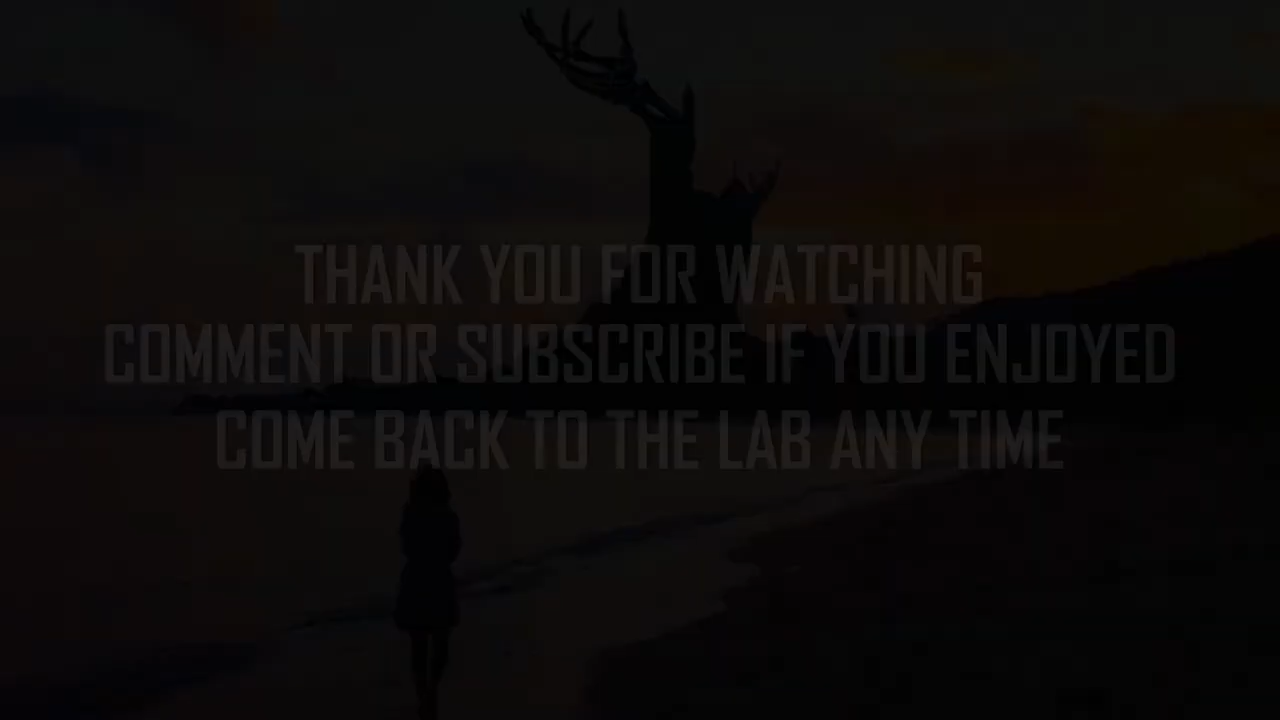 THANK YOU FOR WATCHING
COMMENT OR SUBSCRIBE IF YOU ENJOYED
COME BACK TO THE LAB ANY TIME